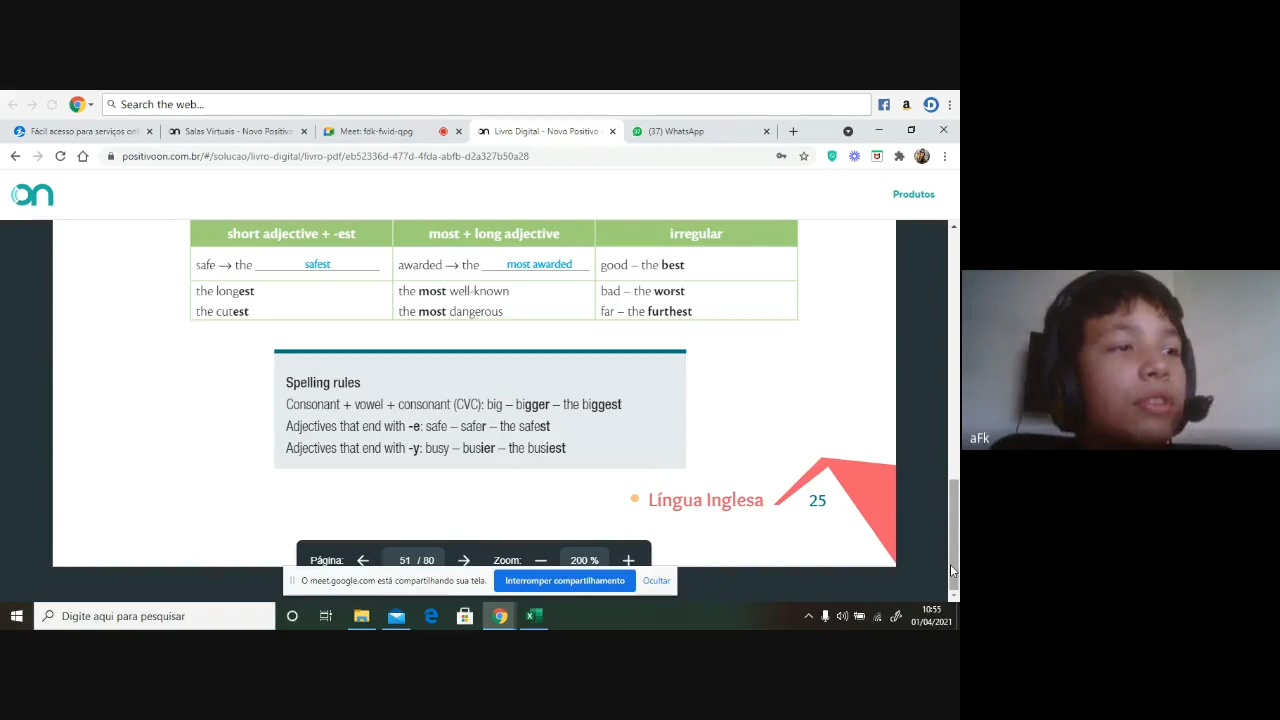 Search the web...
Fácil acesso para serviços onl
Salas Virtuais - Novo Positivo
Meet: fdk-fwid-qpg
Livro Digital - Novo Positivo
(37) WhatsApp
positivoon.com.br/#/solucao/livro-digital/livro-pdf/eb52336d-477d-4fda-abfb-d2a327b50a28
on
Produtos
short adjective + -est most + long adjective irregular
safe → the safest awarded → the most awarded good – the best
the longest the most well-known bad – the worst
the cutest the most dangerous far – the furthest
Spelling rules
Consonant + vowel + consonant (CVC): big – bigger – the biggest
Adjectives that end with -e: safe – safer – the safest
Adjectives that end with -y: busy – busier – the busiest
Língua Inglesa 25
Página: 51 / 80 Zoom: 200 %
O meet.google.com está compartilhando sua tela. Interromper compartilhamento Ocultar
Digite aqui para pesquisar
10:55
01/04/2021
aFk